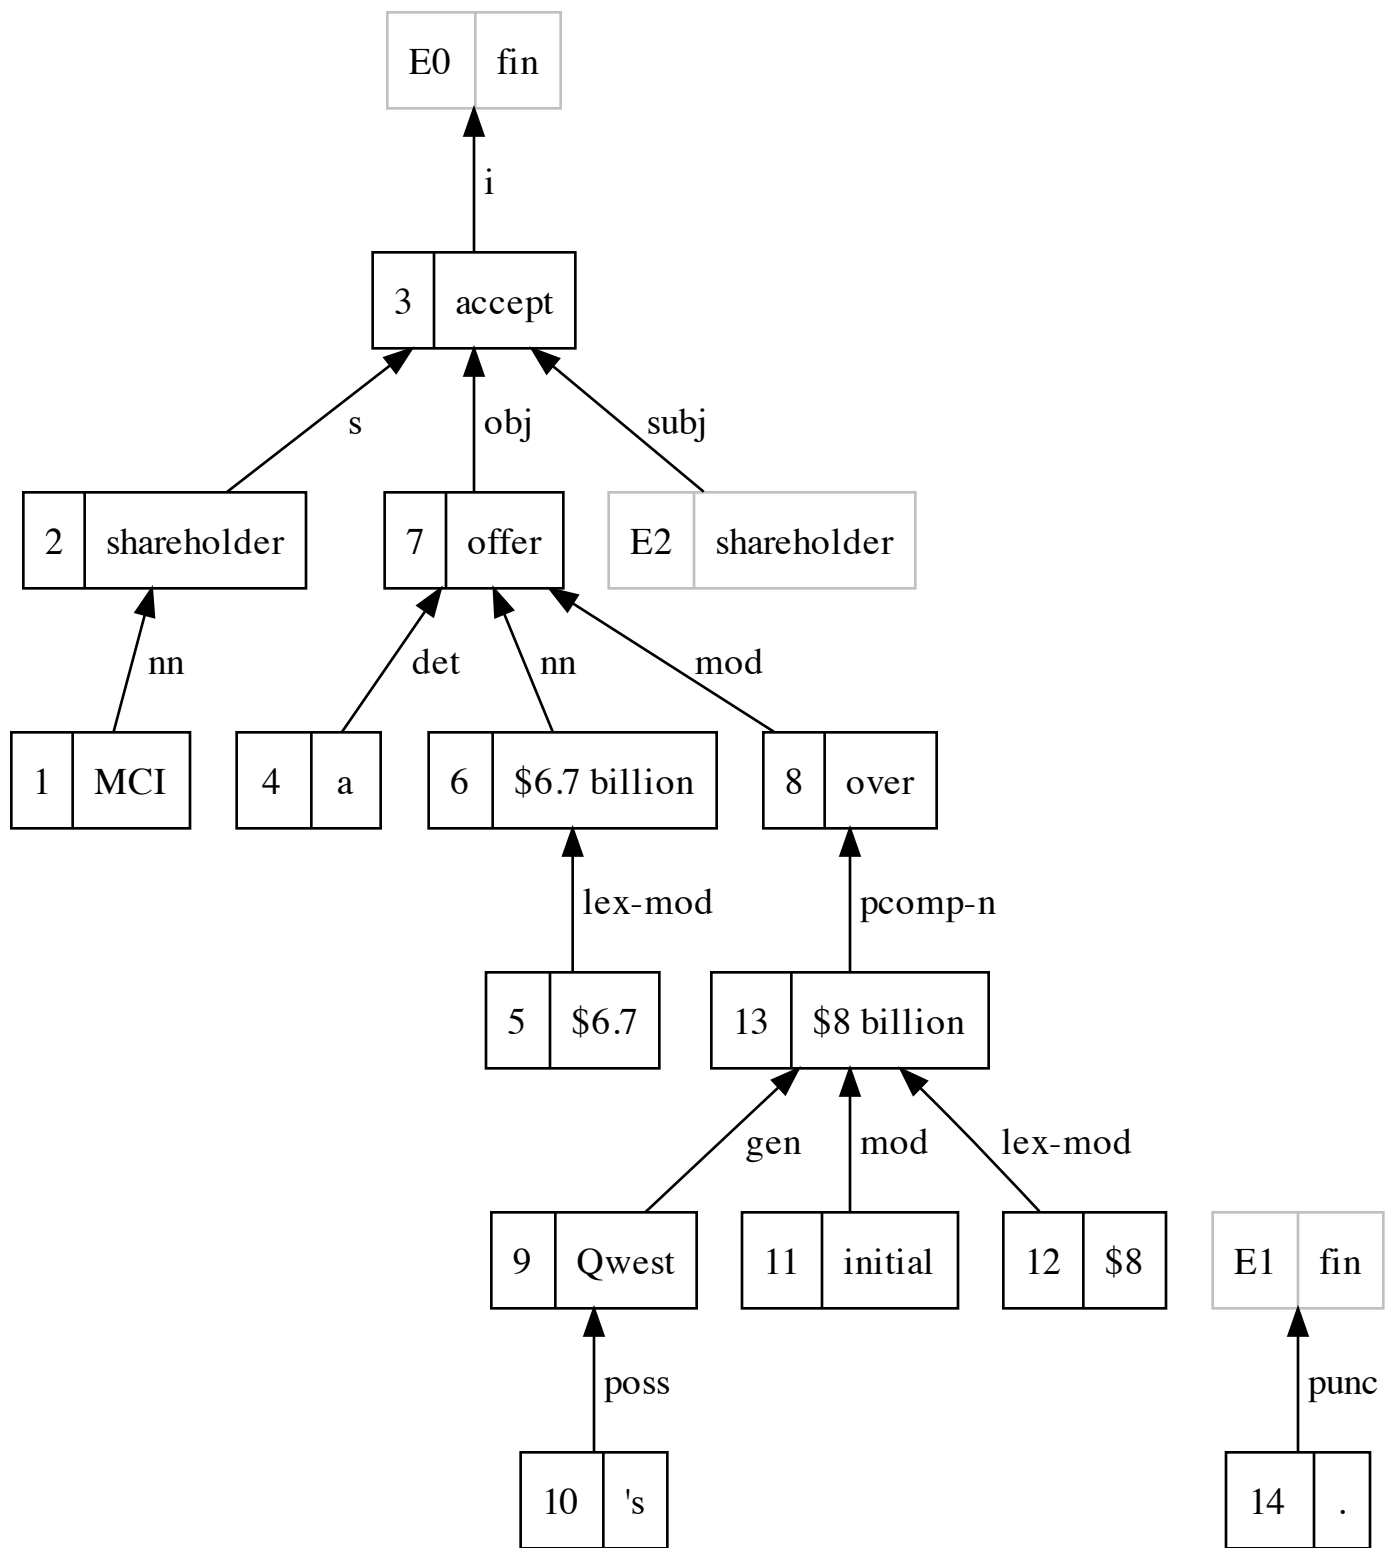 E0 fin
i
3 accept
s obj subj
2 shareholder 7 offer E2 shareholder
nn det nn mod
1 MCI 4 a 6 $6.7 billion 8 over
lex-mod pcomp-n
5 $6.7 13 $8 billion
gen mod lex-mod
9 Qwest 11 initial 12 $8 E1 fin
poss punc
10 's 14 .